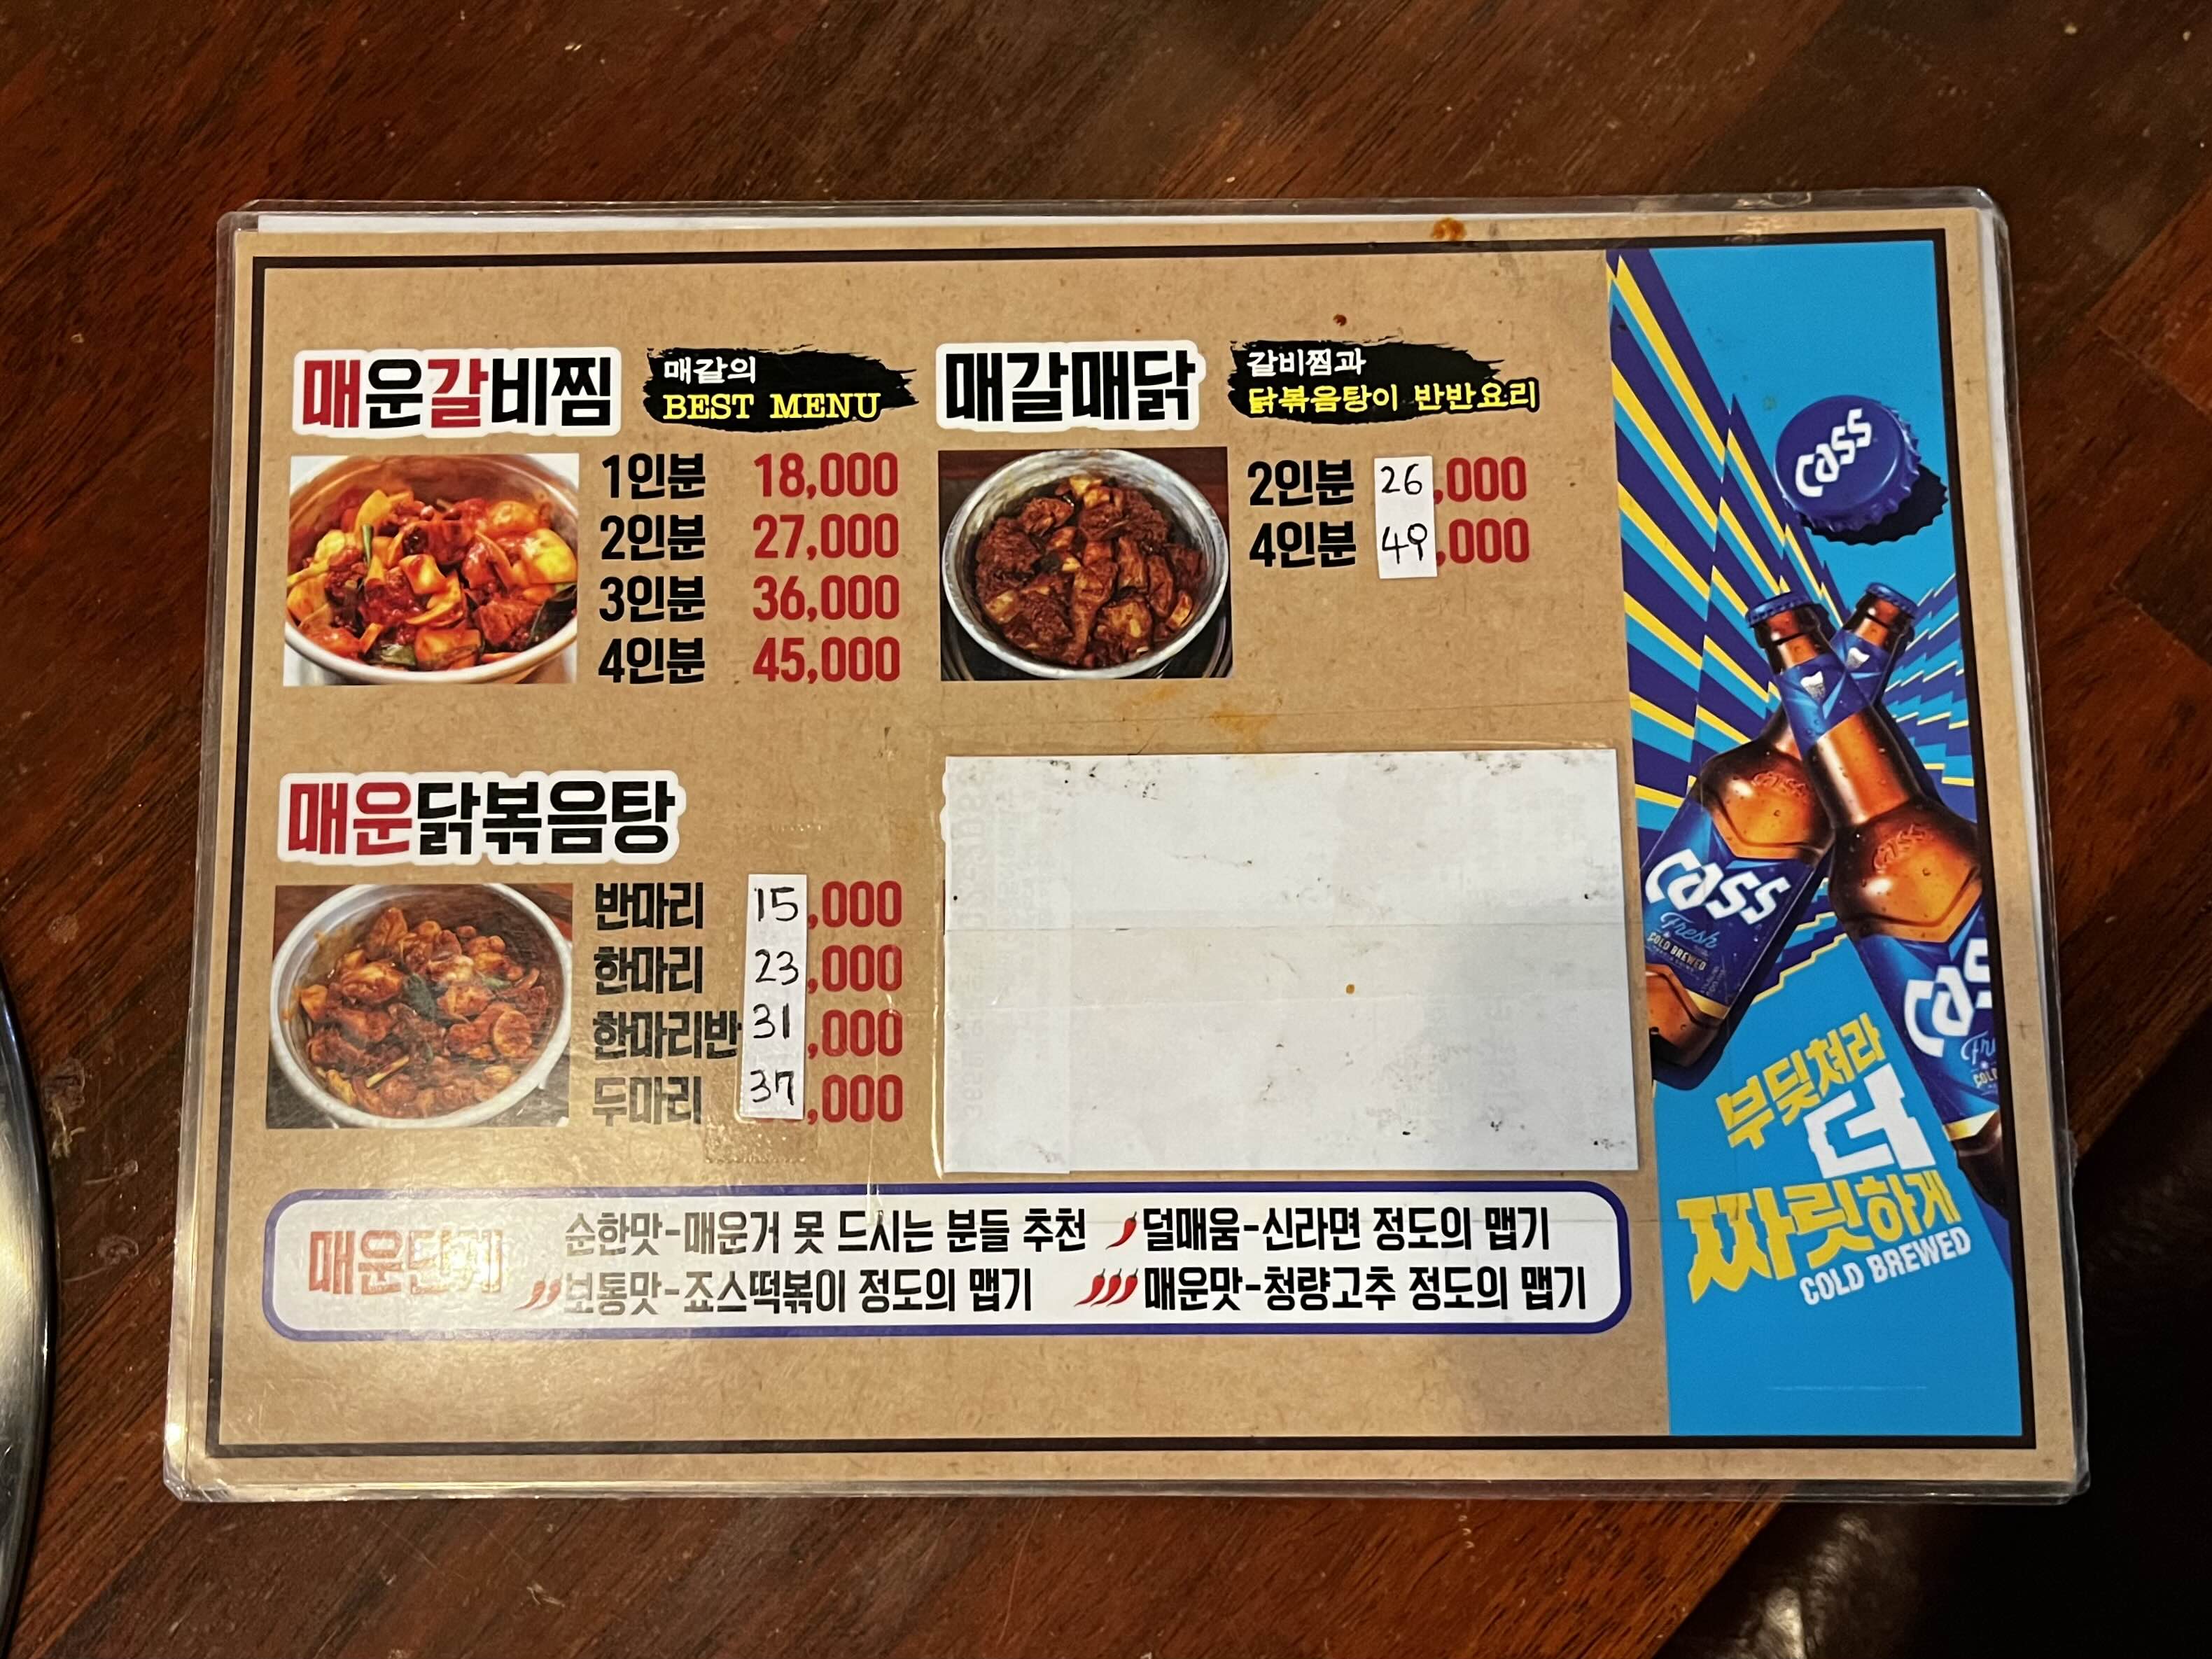 매운갈비찜
매갈의
BEST MENU
1인분 18,000
2인분 27,000
3인분 36,000
4인분 45,000
매갈매닭
갈비찜과
닭볶음탕이 반반요리
2인분 26,000
4인분 49,000
매운닭볶음탕
반마리 15,000
한마리 23,000
한마리반 31,000
두마리 37,000
매운단계
순한맛-매운거 못 드시는 분들 추천
덜매움-신라면 정도의 맵기
보통맛-죠스떡볶이 정도의 맵기
매운맛-청량고추 정도의 맵기
Cass
Cass
Fresh
COLD BREWED
Cas
부딪쳐라
더
짜릿하게
COLD BREWED